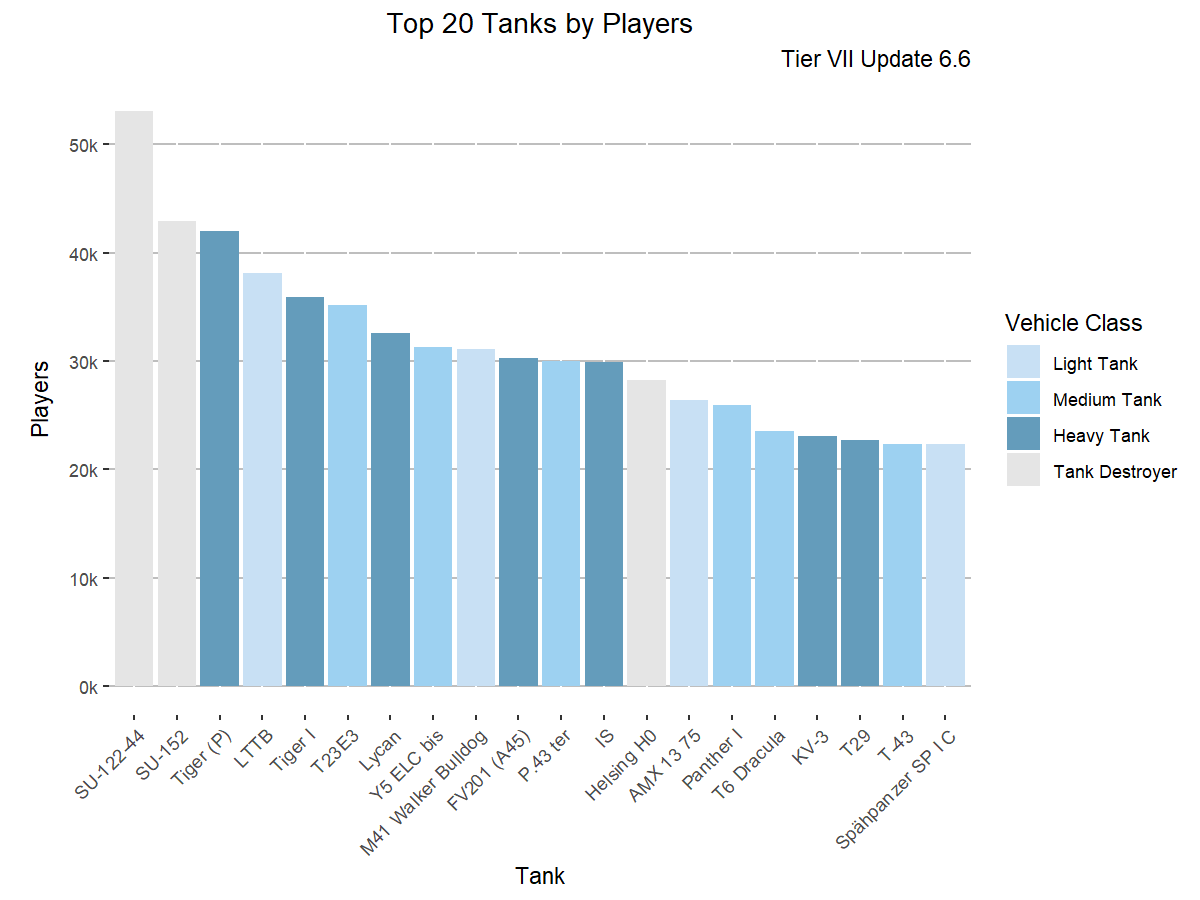 Top 20 Tanks by Players
Tier VII Update 6.6
50k
40k
30k
20k
10k
0k
Players
SU-122-44
SU-152
Tiger (P)
LTTB
Tiger I
T23E3
Lycan
Y5 ELC bis
M41 Walker Bulldog
FV201 (A45)
P.43 ter
IS
Helsing H0
AMX 13 75
Panther I
T6 Dracula
KV-3
T29
T-43
Spähpanzer SP I C
Tank
Vehicle Class
Light Tank
Medium Tank
Heavy Tank
Tank Destroyer